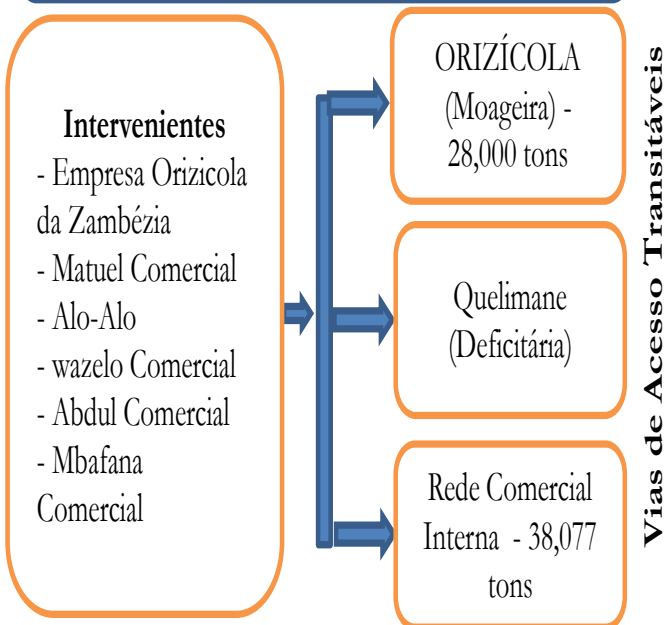 Intervenientes
- Empresa Orizicola
da Zambézia
- Matuel Comercial
- Alo-Alo
- wazelo Comercial
- Abdul Comercial
- Mbafana
Comercial
ORIZÍCOLA
(Moageira) -
28,000 tons
Quelimane
(Deficitária)
Rede Comercial
Interna - 38,077
tons
Vias de Acesso Transitáveis